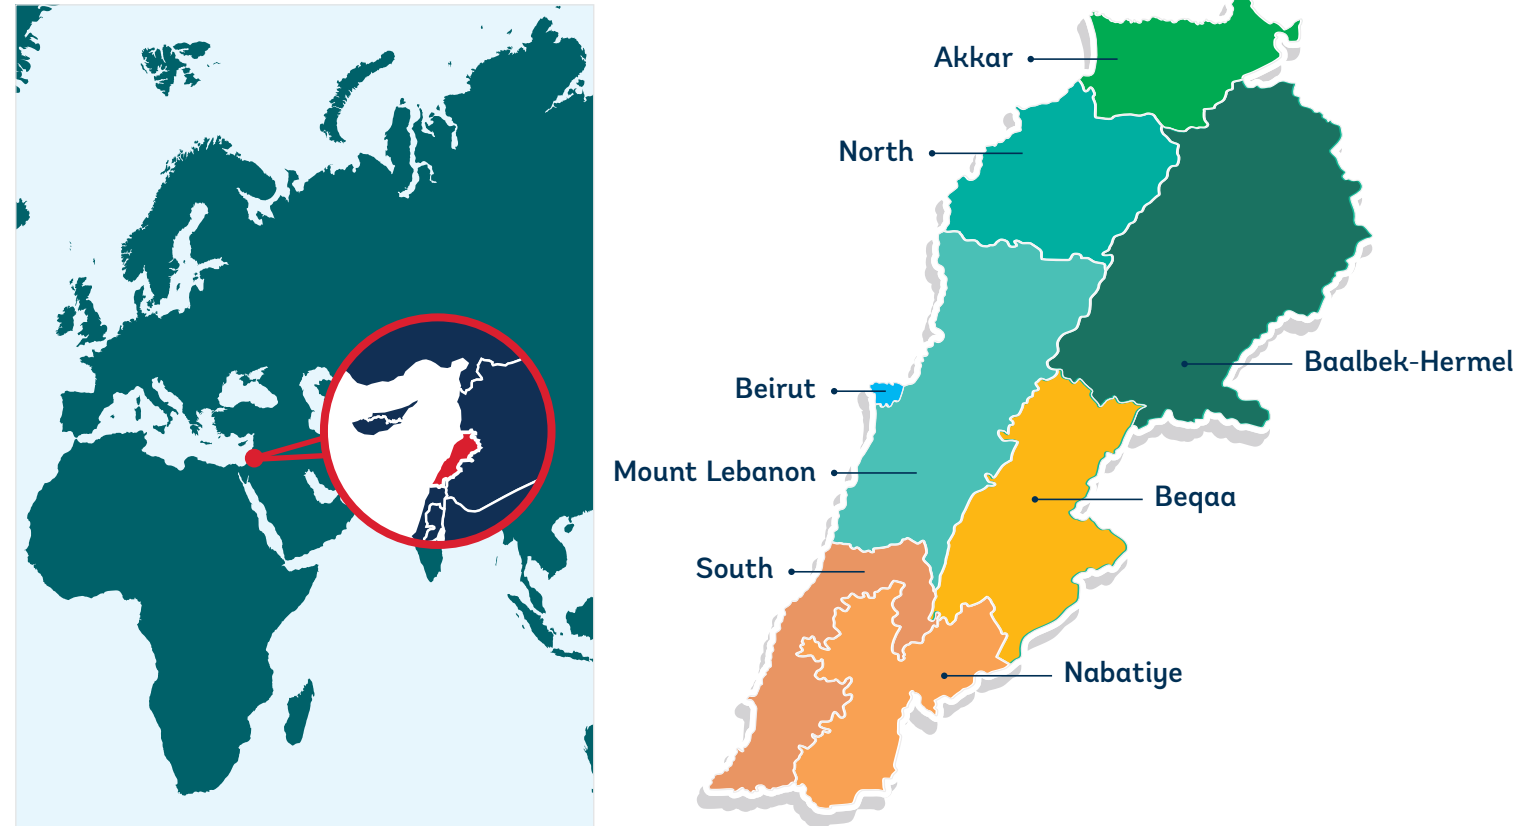 Akkar
North
Baalbek-Hermel
Beirut
Mount Lebanon
Beqaa
South
Nabatiye